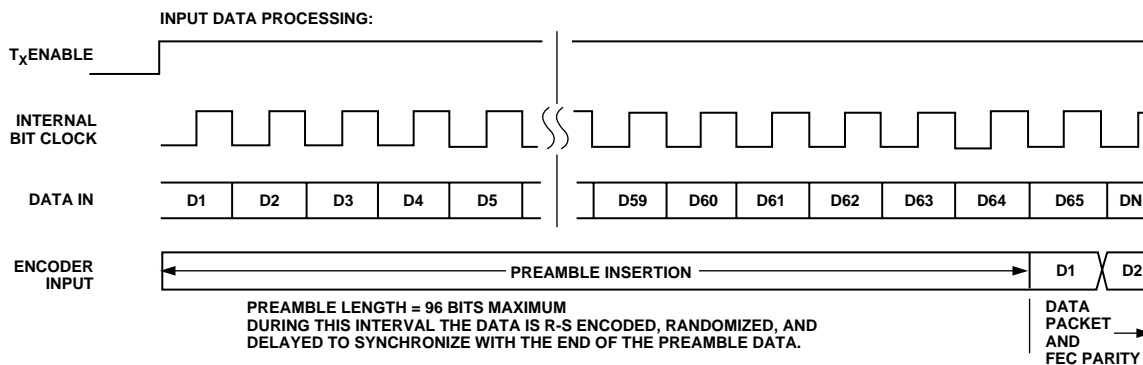 INPUT DATA PROCESSING:
TXENABLE
INTERNAL
BIT CLOCK
DATA IN
D1 D2 D3 D4 D5 D59 D60 D61 D62 D63 D64 D65 DN
ENCODER
INPUT
PREAMBLE INSERTION D1 D2
PREAMBLE LENGTH = 96 BITS MAXIMUM
DURING THIS INTERVAL THE DATA IS R-S ENCODED, RANDOMIZED, AND
DELAYED TO SYNCHRONIZE WITH THE END OF THE PREAMBLE DATA.
DATA
PACKET
AND
FEC PARITY